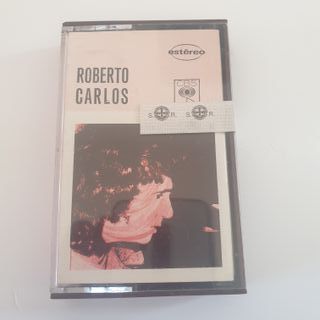 estéreo
ROBERTO
CARLOS
CBS
S. R. S. R.